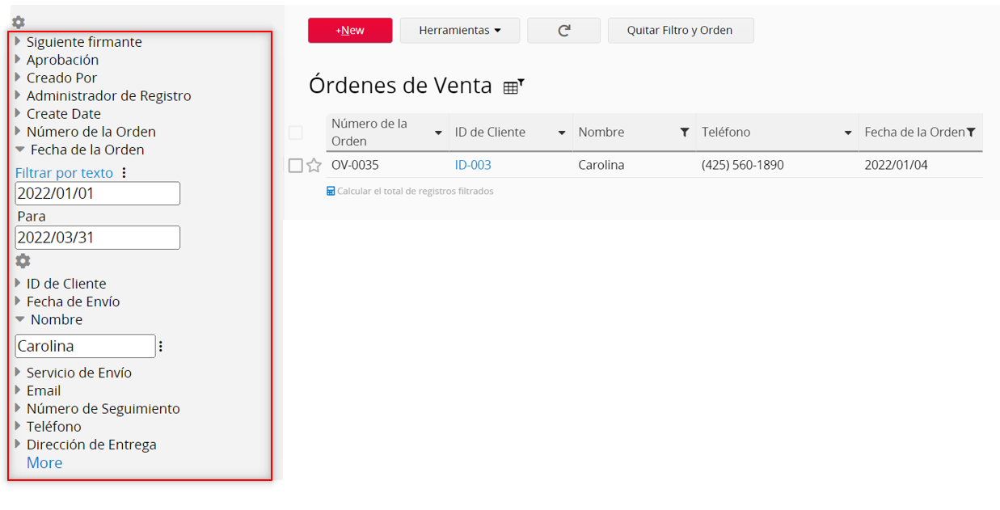 Siguiente firmante
Aprobación
Creado Por
Administrador de Registro
Create Date
Número de la Orden
Fecha de la Orden
Filtrar por texto
2022/01/01
Para
2022/03/31
ID de Cliente
Fecha de Envío
Nombre
Carolina
Servicio de Envío
Email
Número de Seguimiento
Teléfono
Dirección de Entrega
More
+New Herramientas Quitar Filtro y Orden
Órdenes de Venta
Número de la Orden ID de Cliente Nombre Teléfono Fecha de la Orden
OV-0035 ID-003 Carolina (425) 560-1890 2022/01/04
Calcular el total de registros filtrados